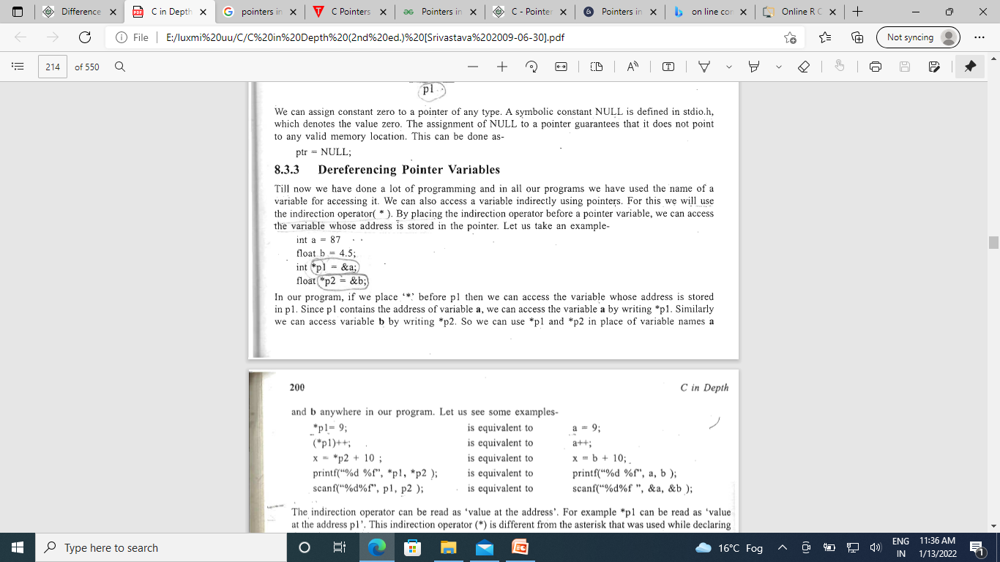 Difference
C in Depth
pointers in
C Pointers
Pointers in
C - Pointer
Pointers in
on line cor
Online R C
File
E:/luxmi%20uu/C/C%20in%20Depth%20(2nd%20ed.)%20[Srivastava%202009-06-30].pdf
Not syncing
214 of 550
p1
We can assign constant zero to a pointer of any type. A symbolic constant NULL is defined in stdio.h,
which denotes the value zero. The assignment of NULL to a pointer guarantees that it does not point
to any valid memory location. This can be done as-
ptr = NULL;
8.3.3 Dereferencing Pointer Variables
Till now we have done a lot of programming and in all our programs we have used the name of a
variable for accessing it. We can also access a variable indirectly using pointers. For this we will use
the indirection operator( * ). By placing the indirection operator before a pointer variable, we can access
the variable whose address is stored in the pointer. Let us take an example-
int a = 87
float b = 4.5;
int *p1 = &a;
float *p2 = &b;
In our program, if we place ‘*’ before p1 then we can access the variable whose address is stored
in p1. Since p1 contains the address of variable a, we can access the variable a by writing *p1. Similarly
we can access variable b by writing *p2. So we can use *p1 and *p2 in place of variable names a
200 C in Depth
and b anywhere in our program. Let us see some examples-
*p1= 9; is equivalent to a = 9;
(*p1)++; is equivalent to a++;
x = *p2 + 10 ; is equivalent to x = b + 10;
printf(“%d %f”, *p1, *p2 ); is equivalent to printf(“%d %f”, a, b );
scanf(“%d%f”, p1, p2 ); is equivalent to scanf(“%d%f ”, &a, &b );
The indirection operator can be read as ‘value at the address’. For example *p1 can be read as ‘value
at the address p1’. This indirection operator (*) is different from the asterisk that was used while declaring
Type here to search
16°C Fog
ENG
IN
11:36 AM
1/13/2022
1